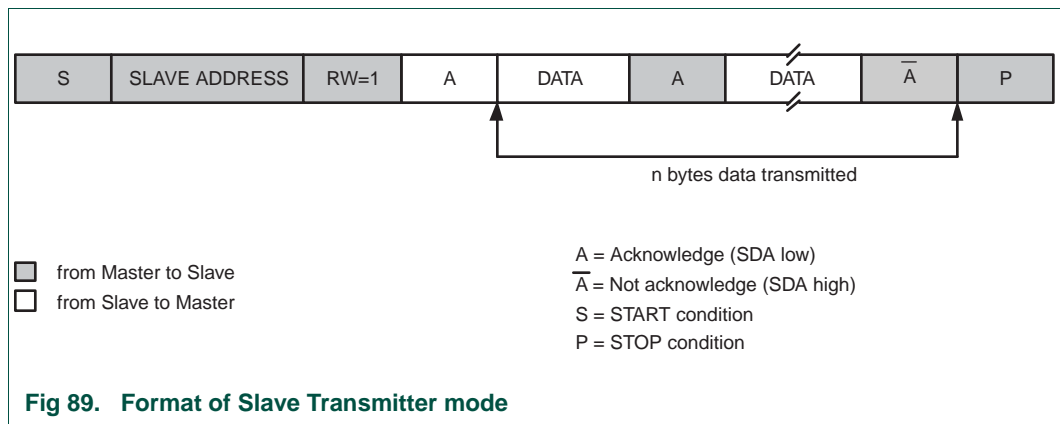 S SLAVE ADDRESS RW=1 A DATA A DATA A̅ P
n bytes data transmitted
from Master to Slave
from Slave to Master
A = Acknowledge (SDA low)
A̅ = Not acknowledge (SDA high)
S = START condition
P = STOP condition
Fig 89. Format of Slave Transmitter mode